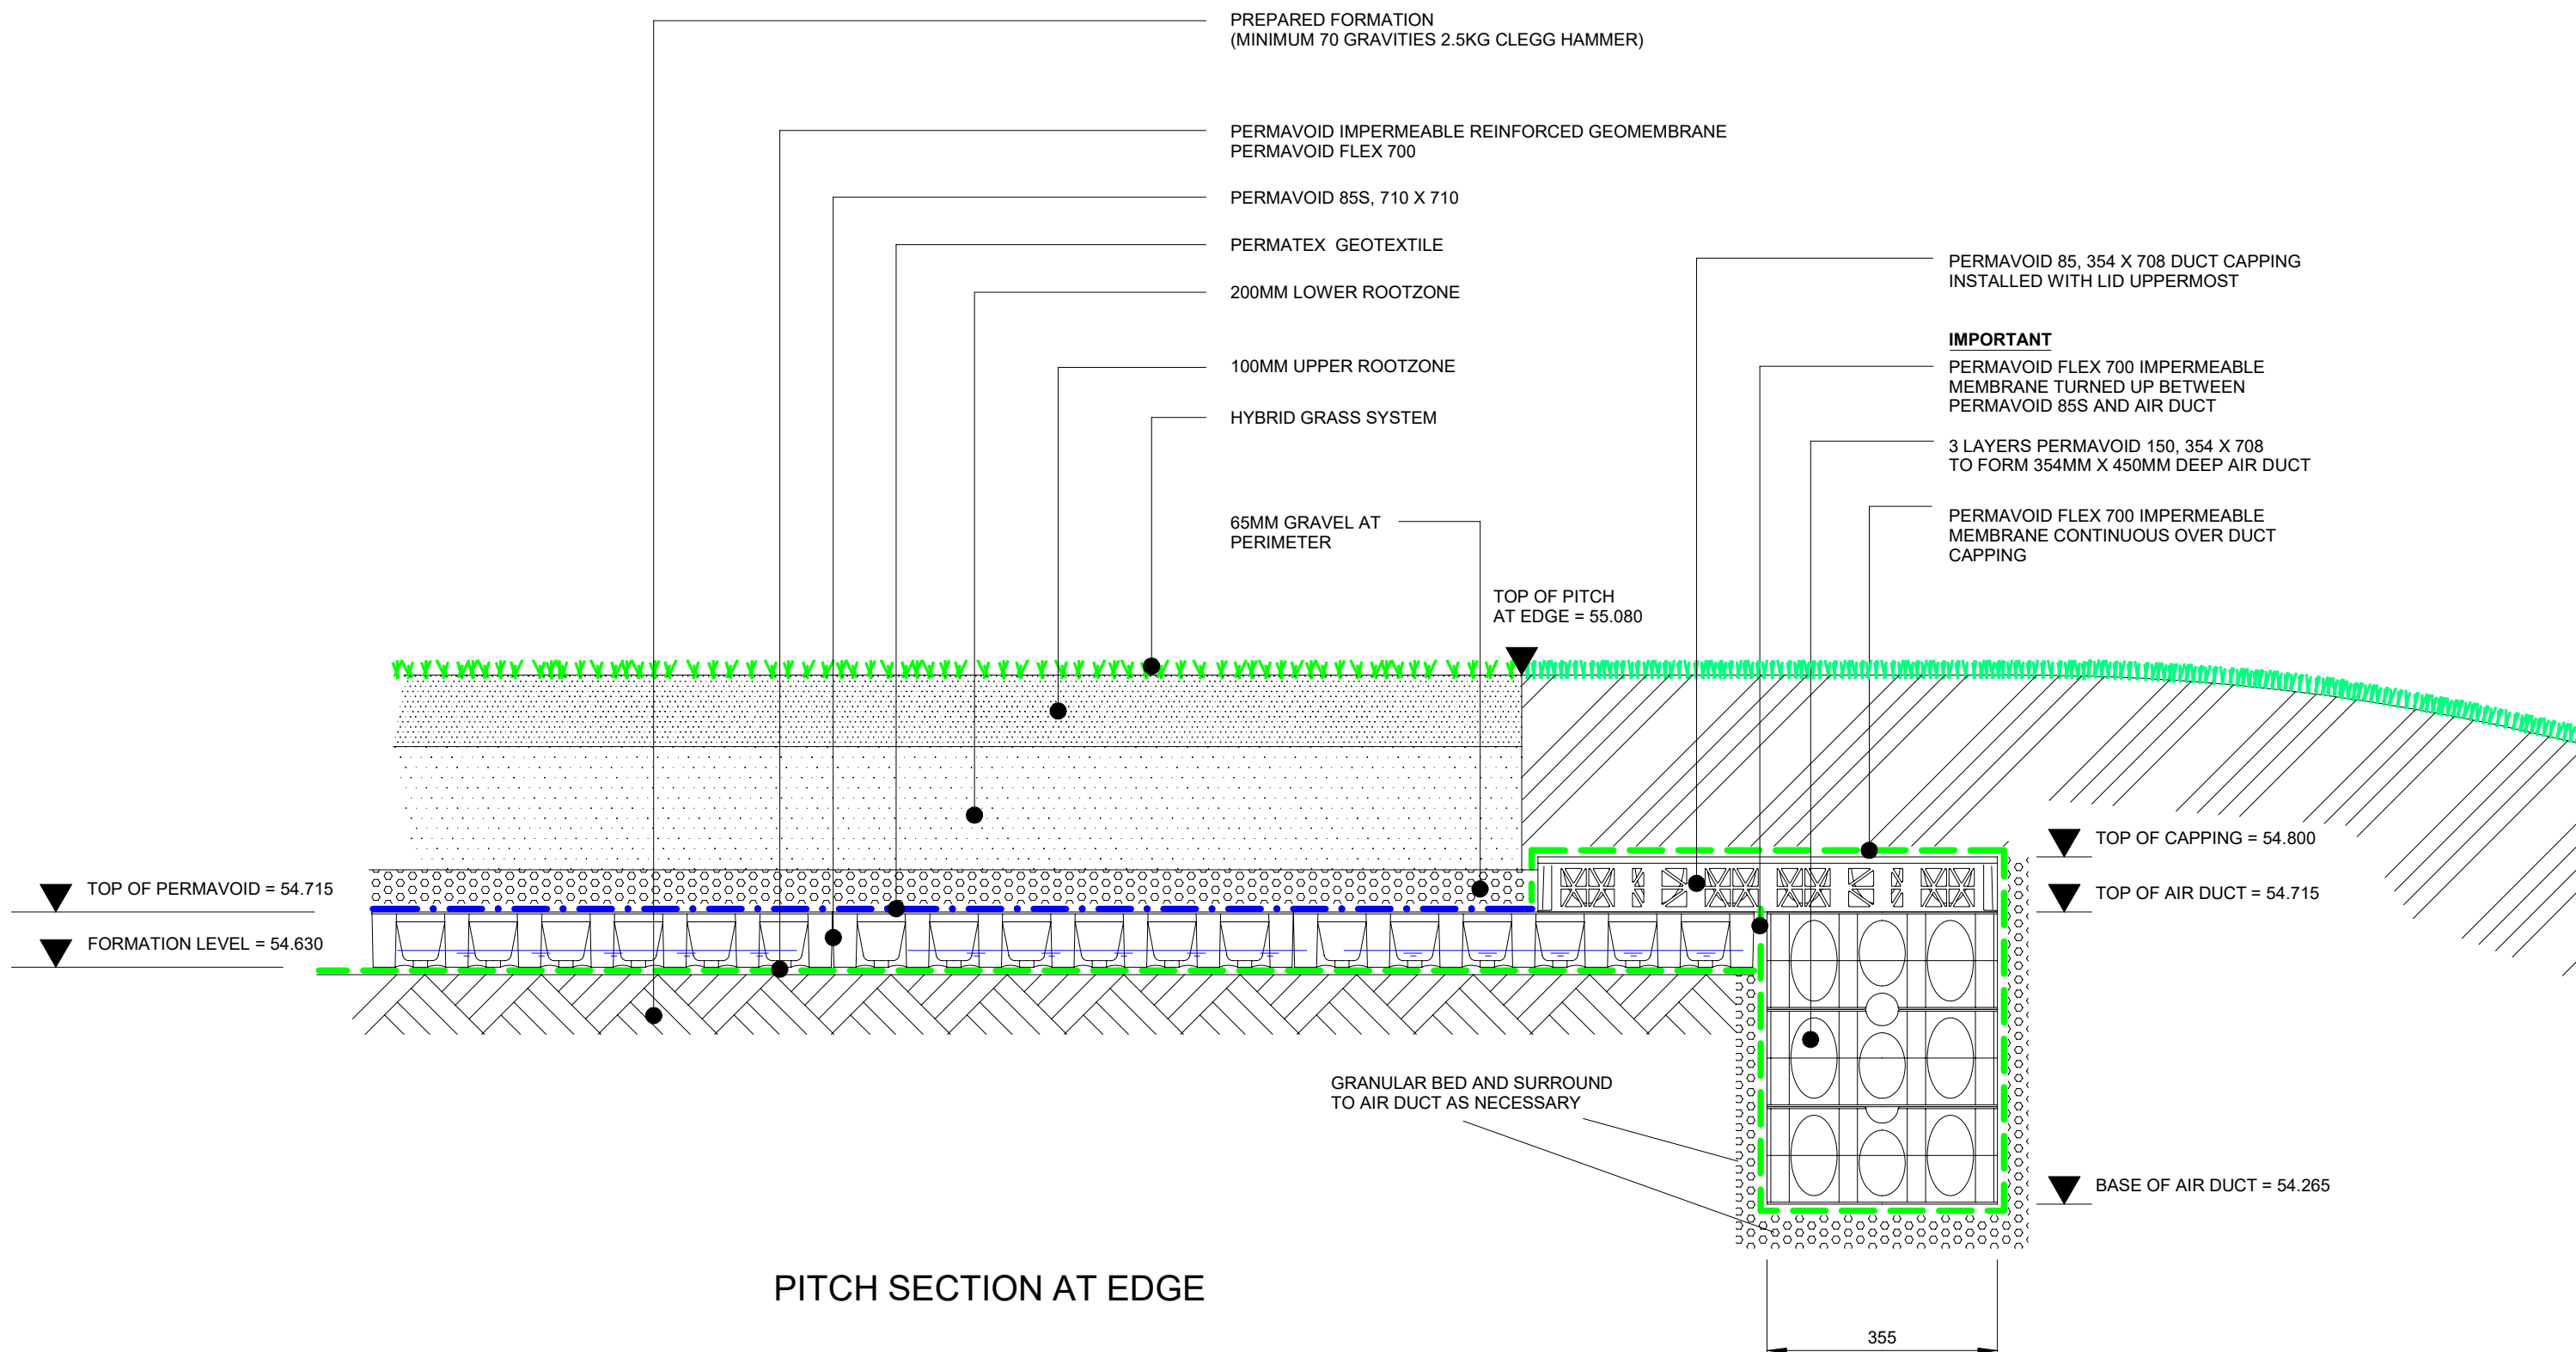 PREPARED FORMATION
(MINIMUM 70 GRAVITIES 2.5KG CLEGG HAMMER)
PERMAVOID IMPERMEABLE REINFORCED GEOMEMBRANE
PERMAVOID FLEX 700
PERMAVOID 85S, 710 X 710
PERMATEX  GEOTEXTILE
200MM LOWER ROOTZONE
100MM UPPER ROOTZONE
HYBRID GRASS SYSTEM
65MM GRAVEL AT
PERIMETER
PERMAVOID 85, 354 X 708 DUCT CAPPING
INSTALLED WITH LID UPPERMOST
IMPORTANT
PERMAVOID FLEX 700 IMPERMEABLE
MEMBRANE TURNED UP BETWEEN
PERMAVOID 85S AND AIR DUCT
3 LAYERS PERMAVOID 150, 354 X 708
TO FORM 354MM X 450MM DEEP AIR DUCT
PERMAVOID FLEX 700 IMPERMEABLE
MEMBRANE CONTINUOUS OVER DUCT
CAPPING
TOP OF PITCH
AT EDGE = 55.080
TOP OF CAPPING = 54.800
TOP OF PERMAVOID = 54.715
TOP OF AIR DUCT = 54.715
FORMATION LEVEL = 54.630
GRANULAR BED AND SURROUND
TO AIR DUCT AS NECESSARY
BASE OF AIR DUCT = 54.265
PITCH SECTION AT EDGE
355